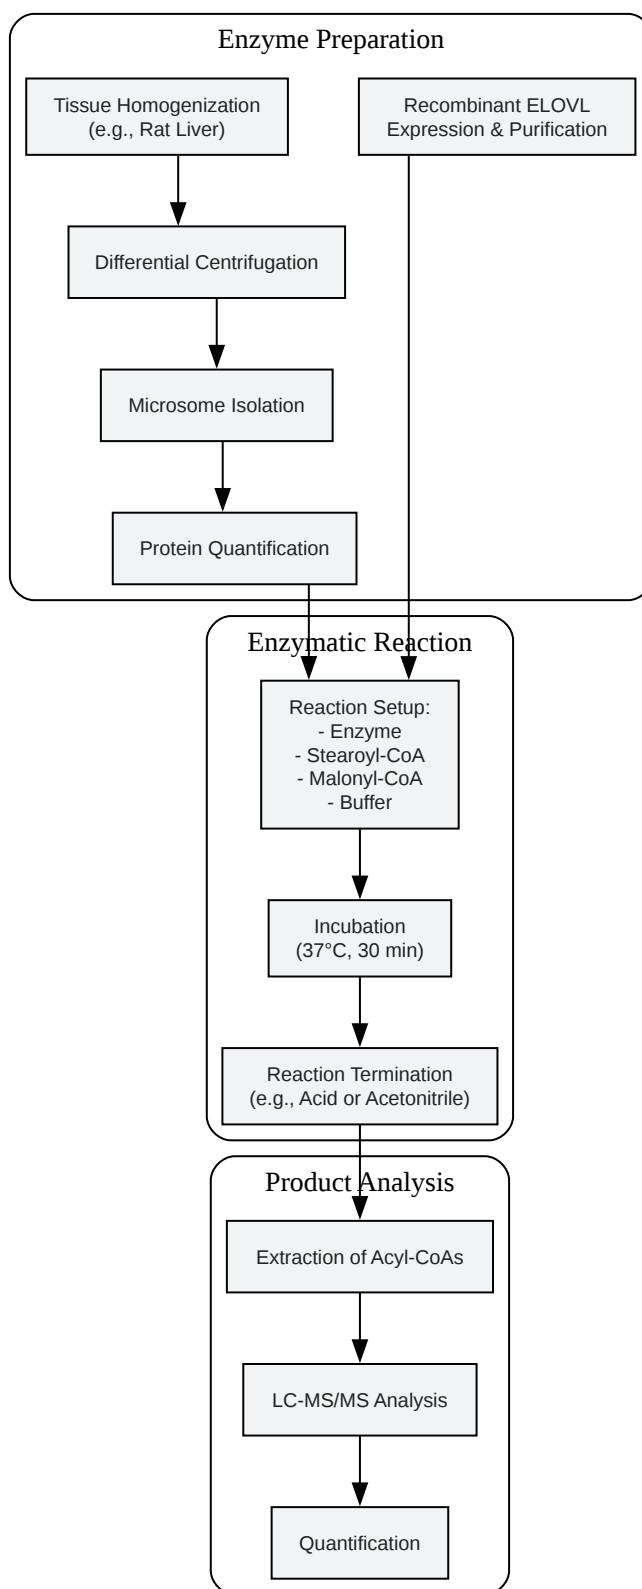 Enzyme Preparation
Tissue Homogenization
(e.g., Rat Liver)
Recombinant ELOVL
Expression & Purification
Differential Centrifugation
Microsome Isolation
Protein Quantification
Enzymatic Reaction
Reaction Setup:
- Enzyme
- Stearoyl-CoA
- Malonyl-CoA
- Buffer
Incubation
(37°C, 30 min)
Reaction Termination
(e.g., Acid or Acetonitrile)
Product Analysis
Extraction of Acyl-CoAs
LC-MS/MS Analysis
Quantification